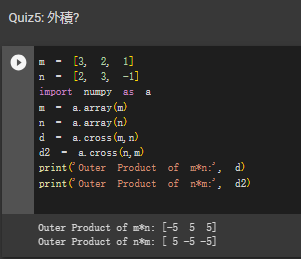 Quiz5: 外積?
m = [3, 2, 1]
n = [2, 3, -1]
import numpy as a
m = a.array(m)
n = a.array(n)
d = a.cross(m,n)
d2 = a.cross(n,m)
print('Outer Product of m*n:', d)
print('Outer Product of n*m:', d2)
Outer Product of m*n: [-5  5  5]
Outer Product of n*m: [ 5 -5 -5]